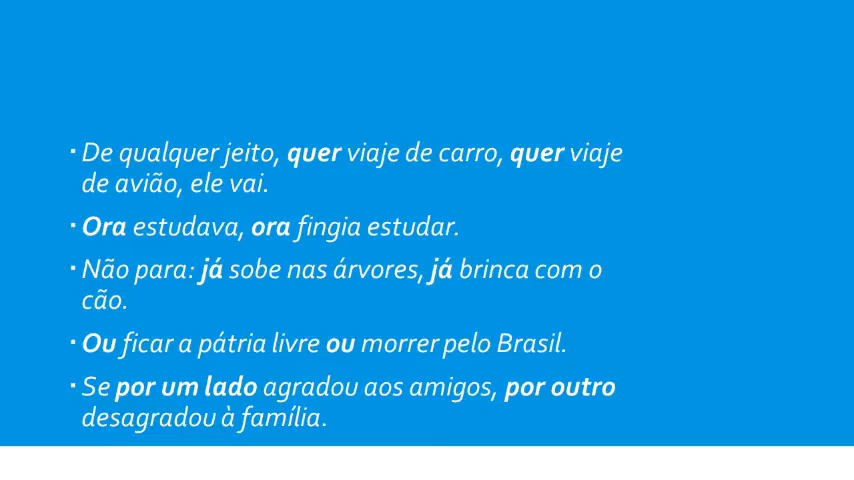 ▪ De qualquer jeito, quer viaje de carro, quer viaje
de avião, ele vai.
▪ Ora estudava, ora fingia estudar.
▪ Não para: já sobe nas árvores, já brinca com o
cão.
▪ Ou ficar a pátria livre ou morrer pelo Brasil.
▪ Se por um lado agradou aos amigos, por outro
desagradou à família.